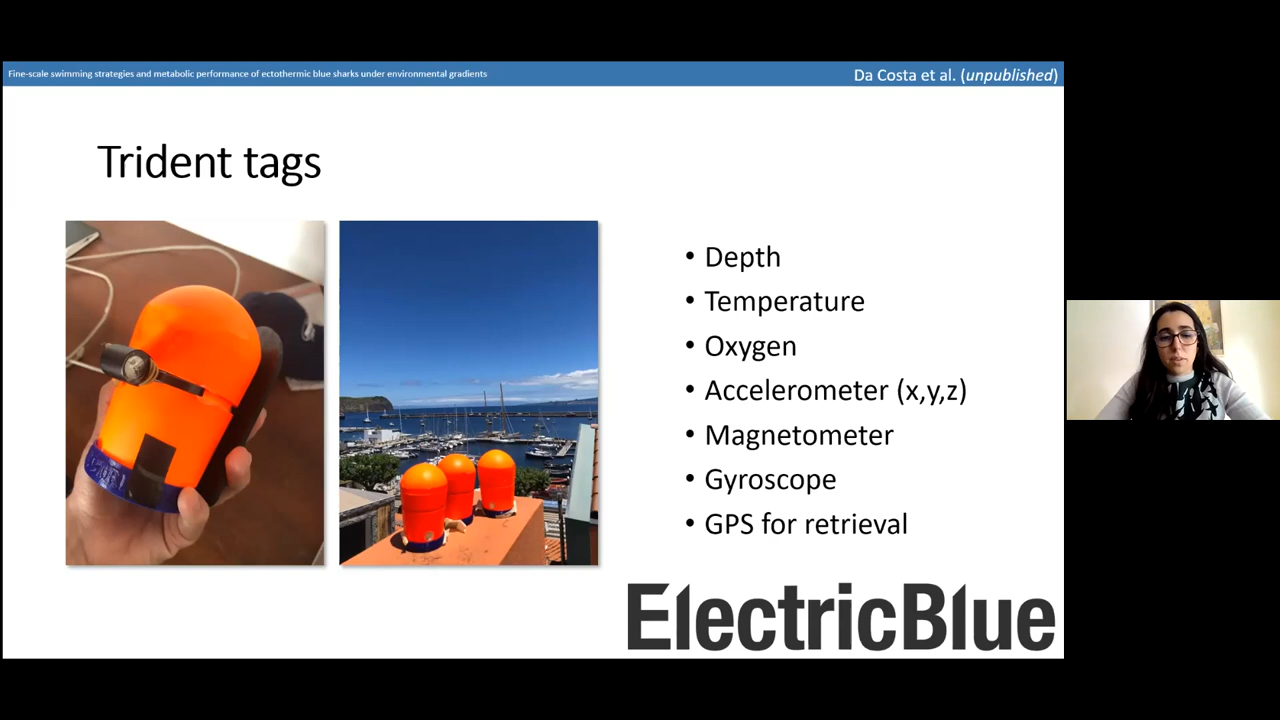 Fine-scale swimming strategies and metabolic performance of ectothermic blue sharks under environmental gradients
Da Costa et al. (unpublished)
Trident tags
• Depth
• Temperature
• Oxygen
• Accelerometer (x,y,z)
• Magnetometer
• Gyroscope
• GPS for retrieval
ElectricBlue